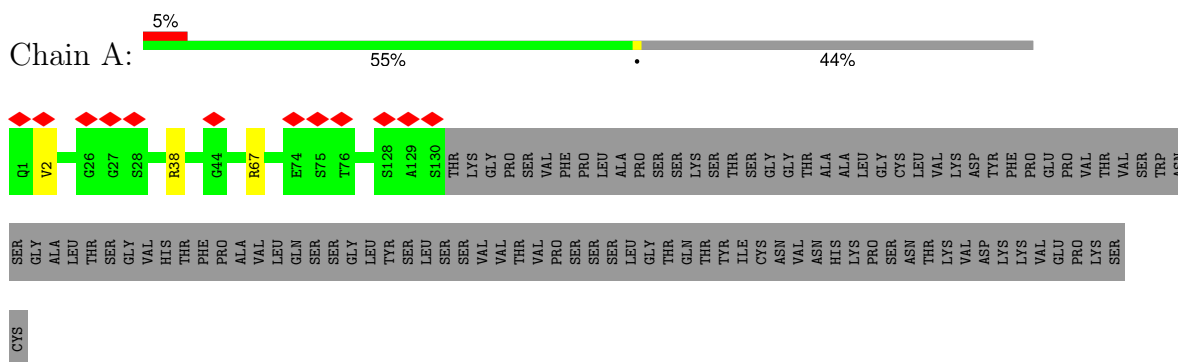 5%
Chain A:
55% • 44%
Q1 V2 G26 G27 S28 R38 G44 R67 E74 S75 T76 S128 A129 S130 THR LYS GLY PRO SER VAL PHE PRO LEU ALA PRO SER SER LYS SER THR SER GLY GLY THR ALA ALA LEU GLY CYS LEU VAL LYS ASP TYR PHE PRO GLU PRO VAL THR VAL SER TRP ASN
SER GLY ALA LEU THR SER GLY VAL HIS THR PHE PRO ALA VAL LEU GLN SER SER GLY LEU TYR SER LEU SER SER VAL VAL THR VAL PRO SER SER SER LEU GLY THR GLN THR TYR ILE CYS ASN VAL ASN HIS LYS PRO SER ASN THR LYS VAL ASP LYS LYS VAL GLU PRO LYS SER
CYS